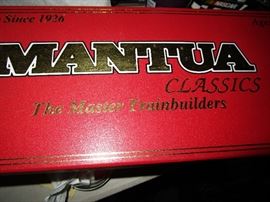 Since 1926
MANTUA
CLASSICS
The Master Trainbuilders